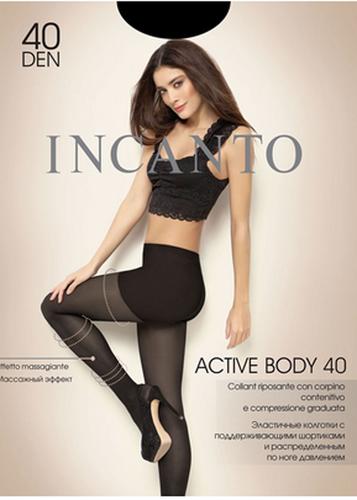 40
DEN
INCANTO
ffetto massagiante
Массажный эффект
ACTIVE BODY 40
Collant riposante con corpino
contenitivo
e compressione graduata
Эластичные колготки с
поддерживающими шортиками
и распределенным
по ноге давлением